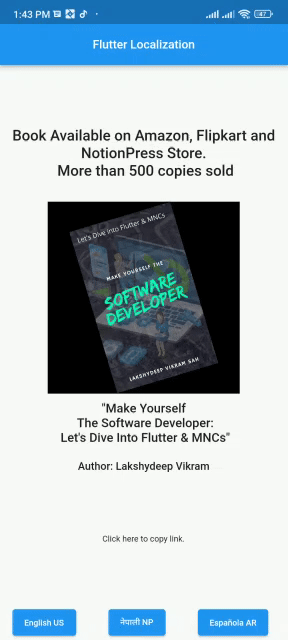 1:43 PM
47
Flutter Localization
Book Available on Amazon, Flipkart and
NotionPress Store.
More than 500 copies sold
Let's Dive Into Flutter & MNCs
MAKE YOURSELF THE
SOFTWARE
DEVELOPER
LAKSHYDEEP VIKRAM SAH
"Make Yourself
The Software Developer:
Let's Dive Into Flutter & MNCs"
Author: Lakshydeep Vikram
Click here to copy link.
English US
नेपाली NP
Española AR